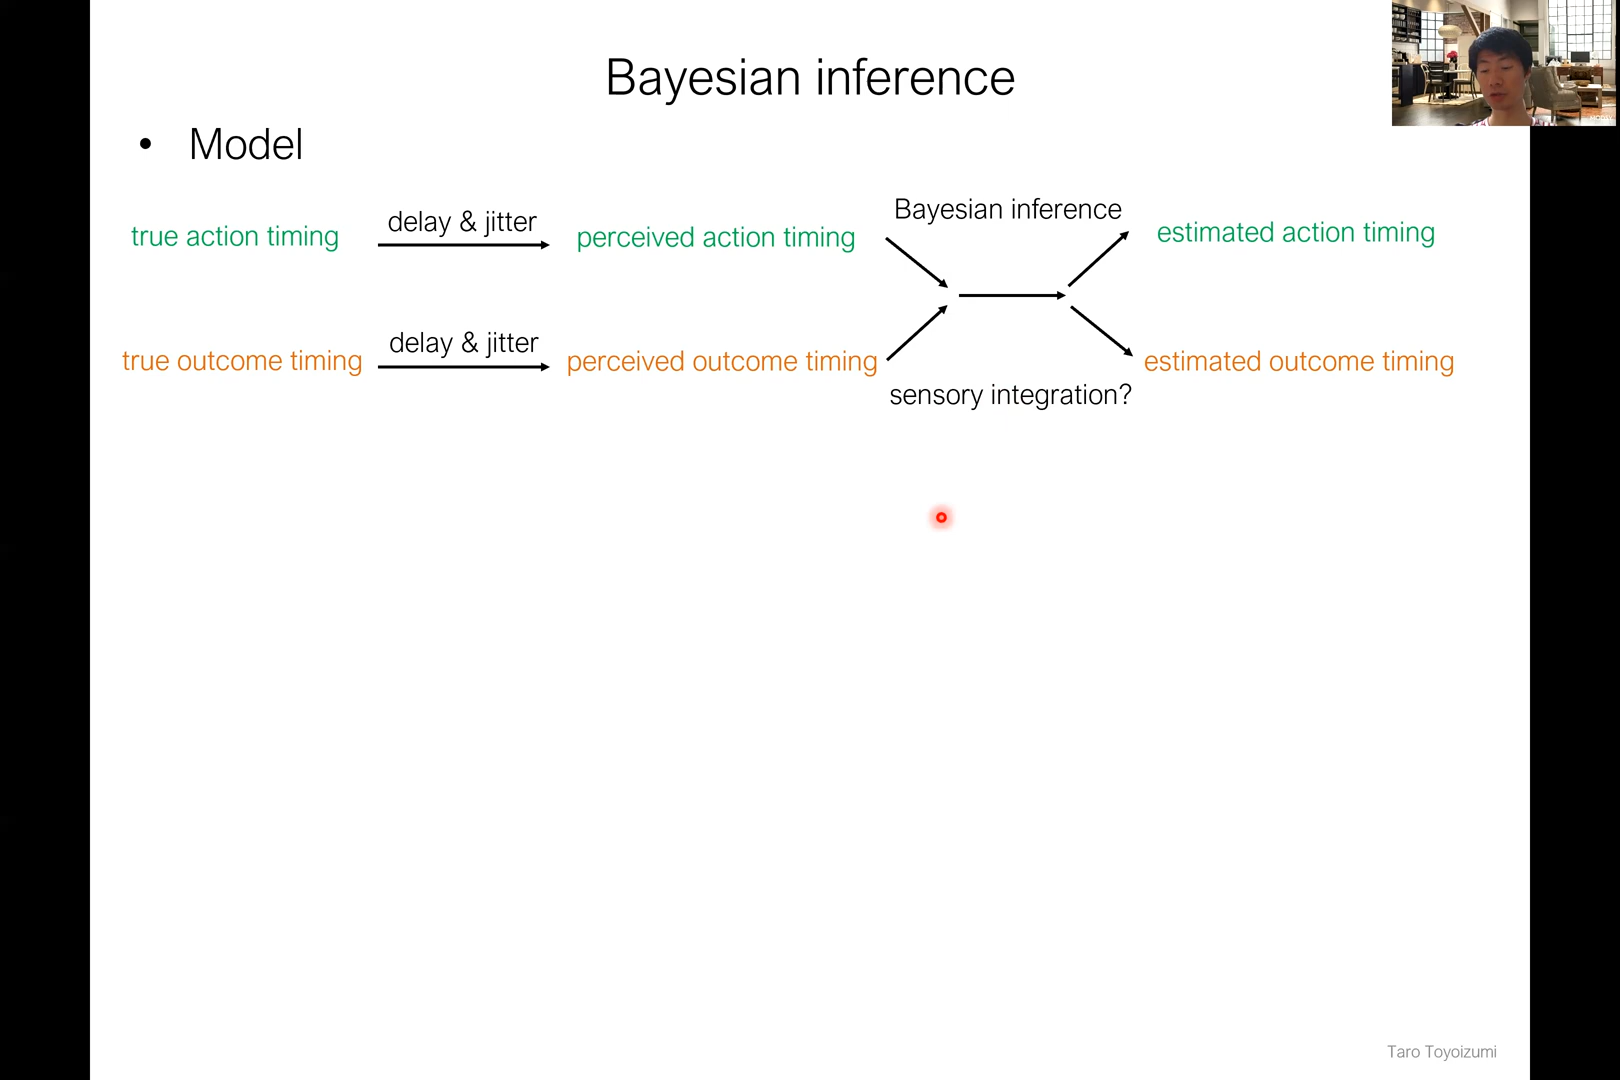 Bayesian inference
• Model
true action timing
delay & jitter
perceived action timing
Bayesian inference
estimated action timing
true outcome timing
delay & jitter
perceived outcome timing
sensory integration?
estimated outcome timing
Taro Toyoizumi